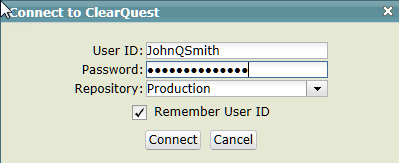 Connect to ClearQuest
User ID: JohnQSmith
Password: ●●●●●●●●●●●●●●
Repository: Production
Remember User ID
Connect Cancel